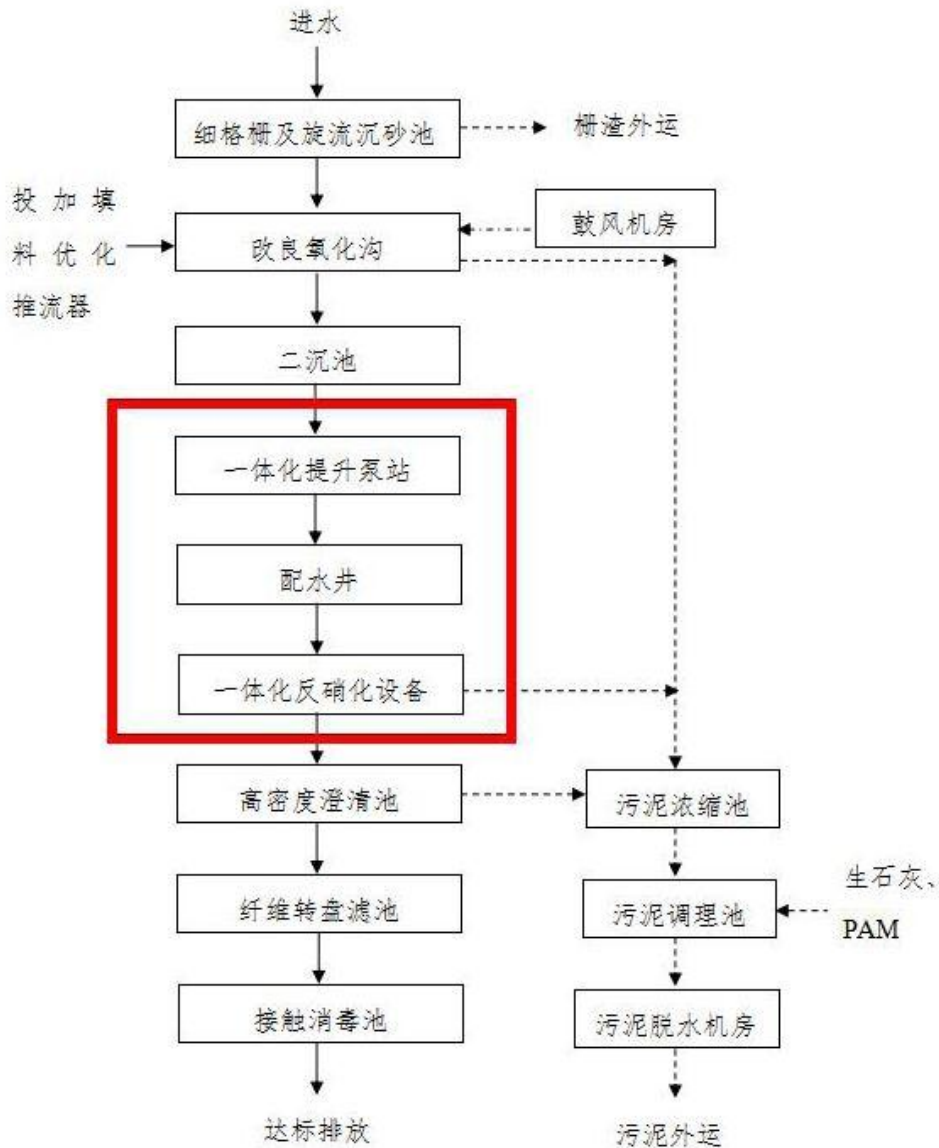 进水
细格栅及旋流沉砂池
栅渣外运
投加填
料优化
推流器
改良氧化沟
鼓风机房
二沉池
一体化提升泵站
配水井
一体化反硝化设备
高密度澄清池
污泥浓缩池
纤维转盘滤池
污泥调理池
生石灰、
PAM
接触消毒池
污泥脱水机房
达标排放
污泥外运